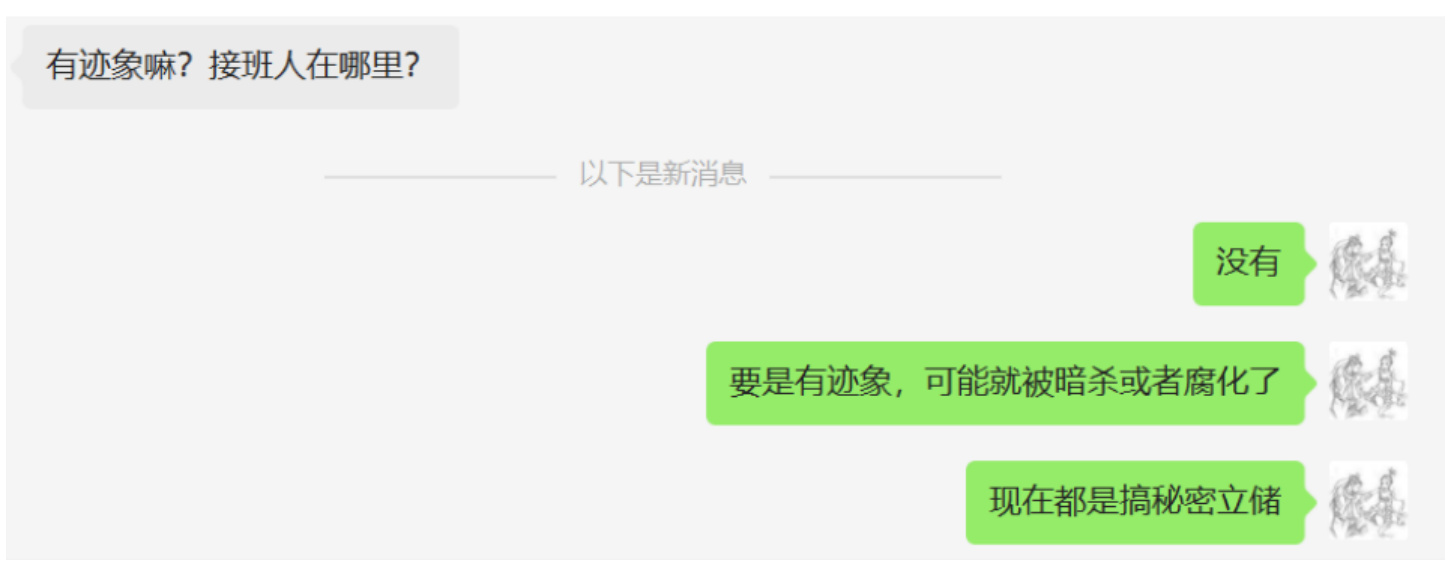 有迹象嘛？接班人在哪里？
以下是新消息
没有
要是有迹象，可能就被暗杀或者腐化了
现在都是搞秘密立储